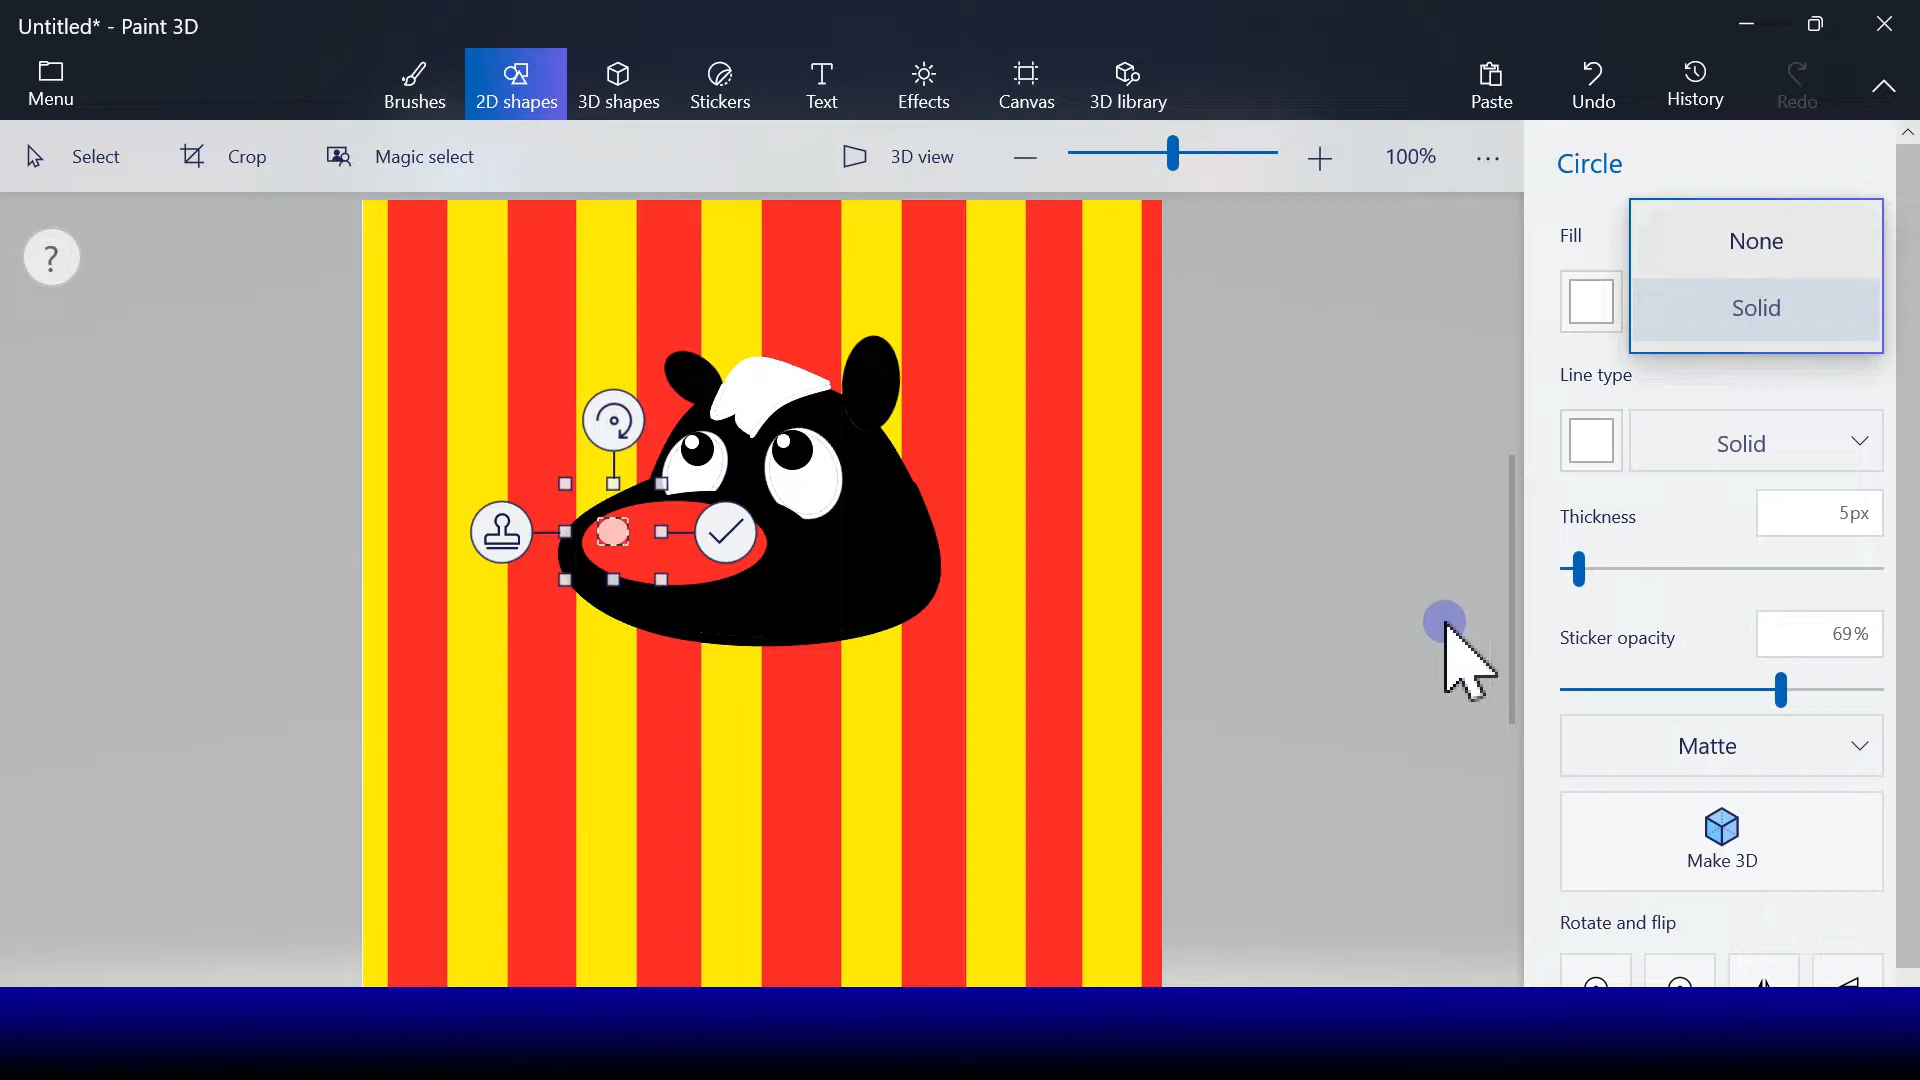 Untitled* - Paint 3D
Menu
Brushes
2D shapes
3D shapes
Stickers
Text
Effects
Canvas
3D library
Paste
Undo
History
Redo
Select
Crop
Magic select
3D view
100%
?
Circle
Fill
None
Solid
Line type
Solid
Thickness
5px
Sticker opacity
69%
Matte
Make 3D
Rotate and flip